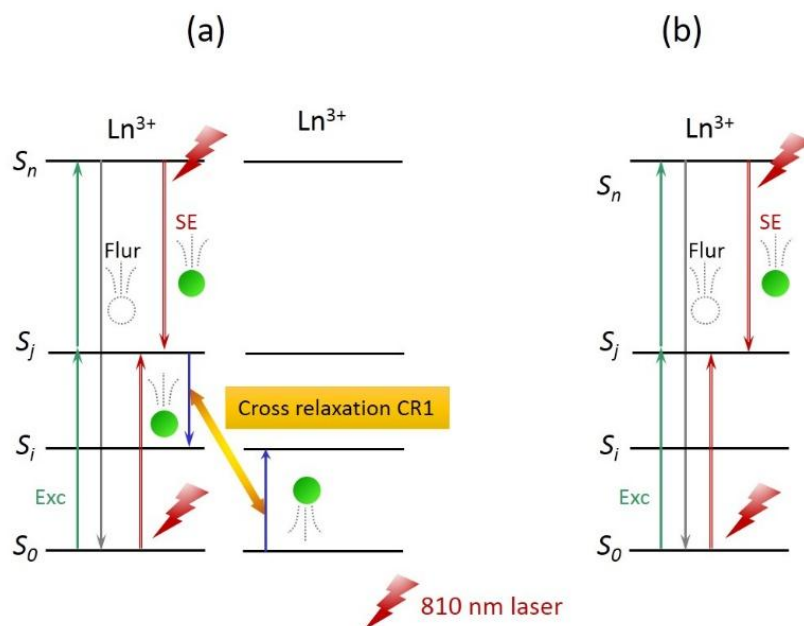 (a)
(b)
Ln³⁺
Ln³⁺
Ln³⁺
Sₙ
Sₙ
SE
SE
Flur
Flur
Sⱼ
Sⱼ
Cross relaxation CR1
Sᵢ
Sᵢ
Exc
Exc
S₀
S₀
810 nm laser